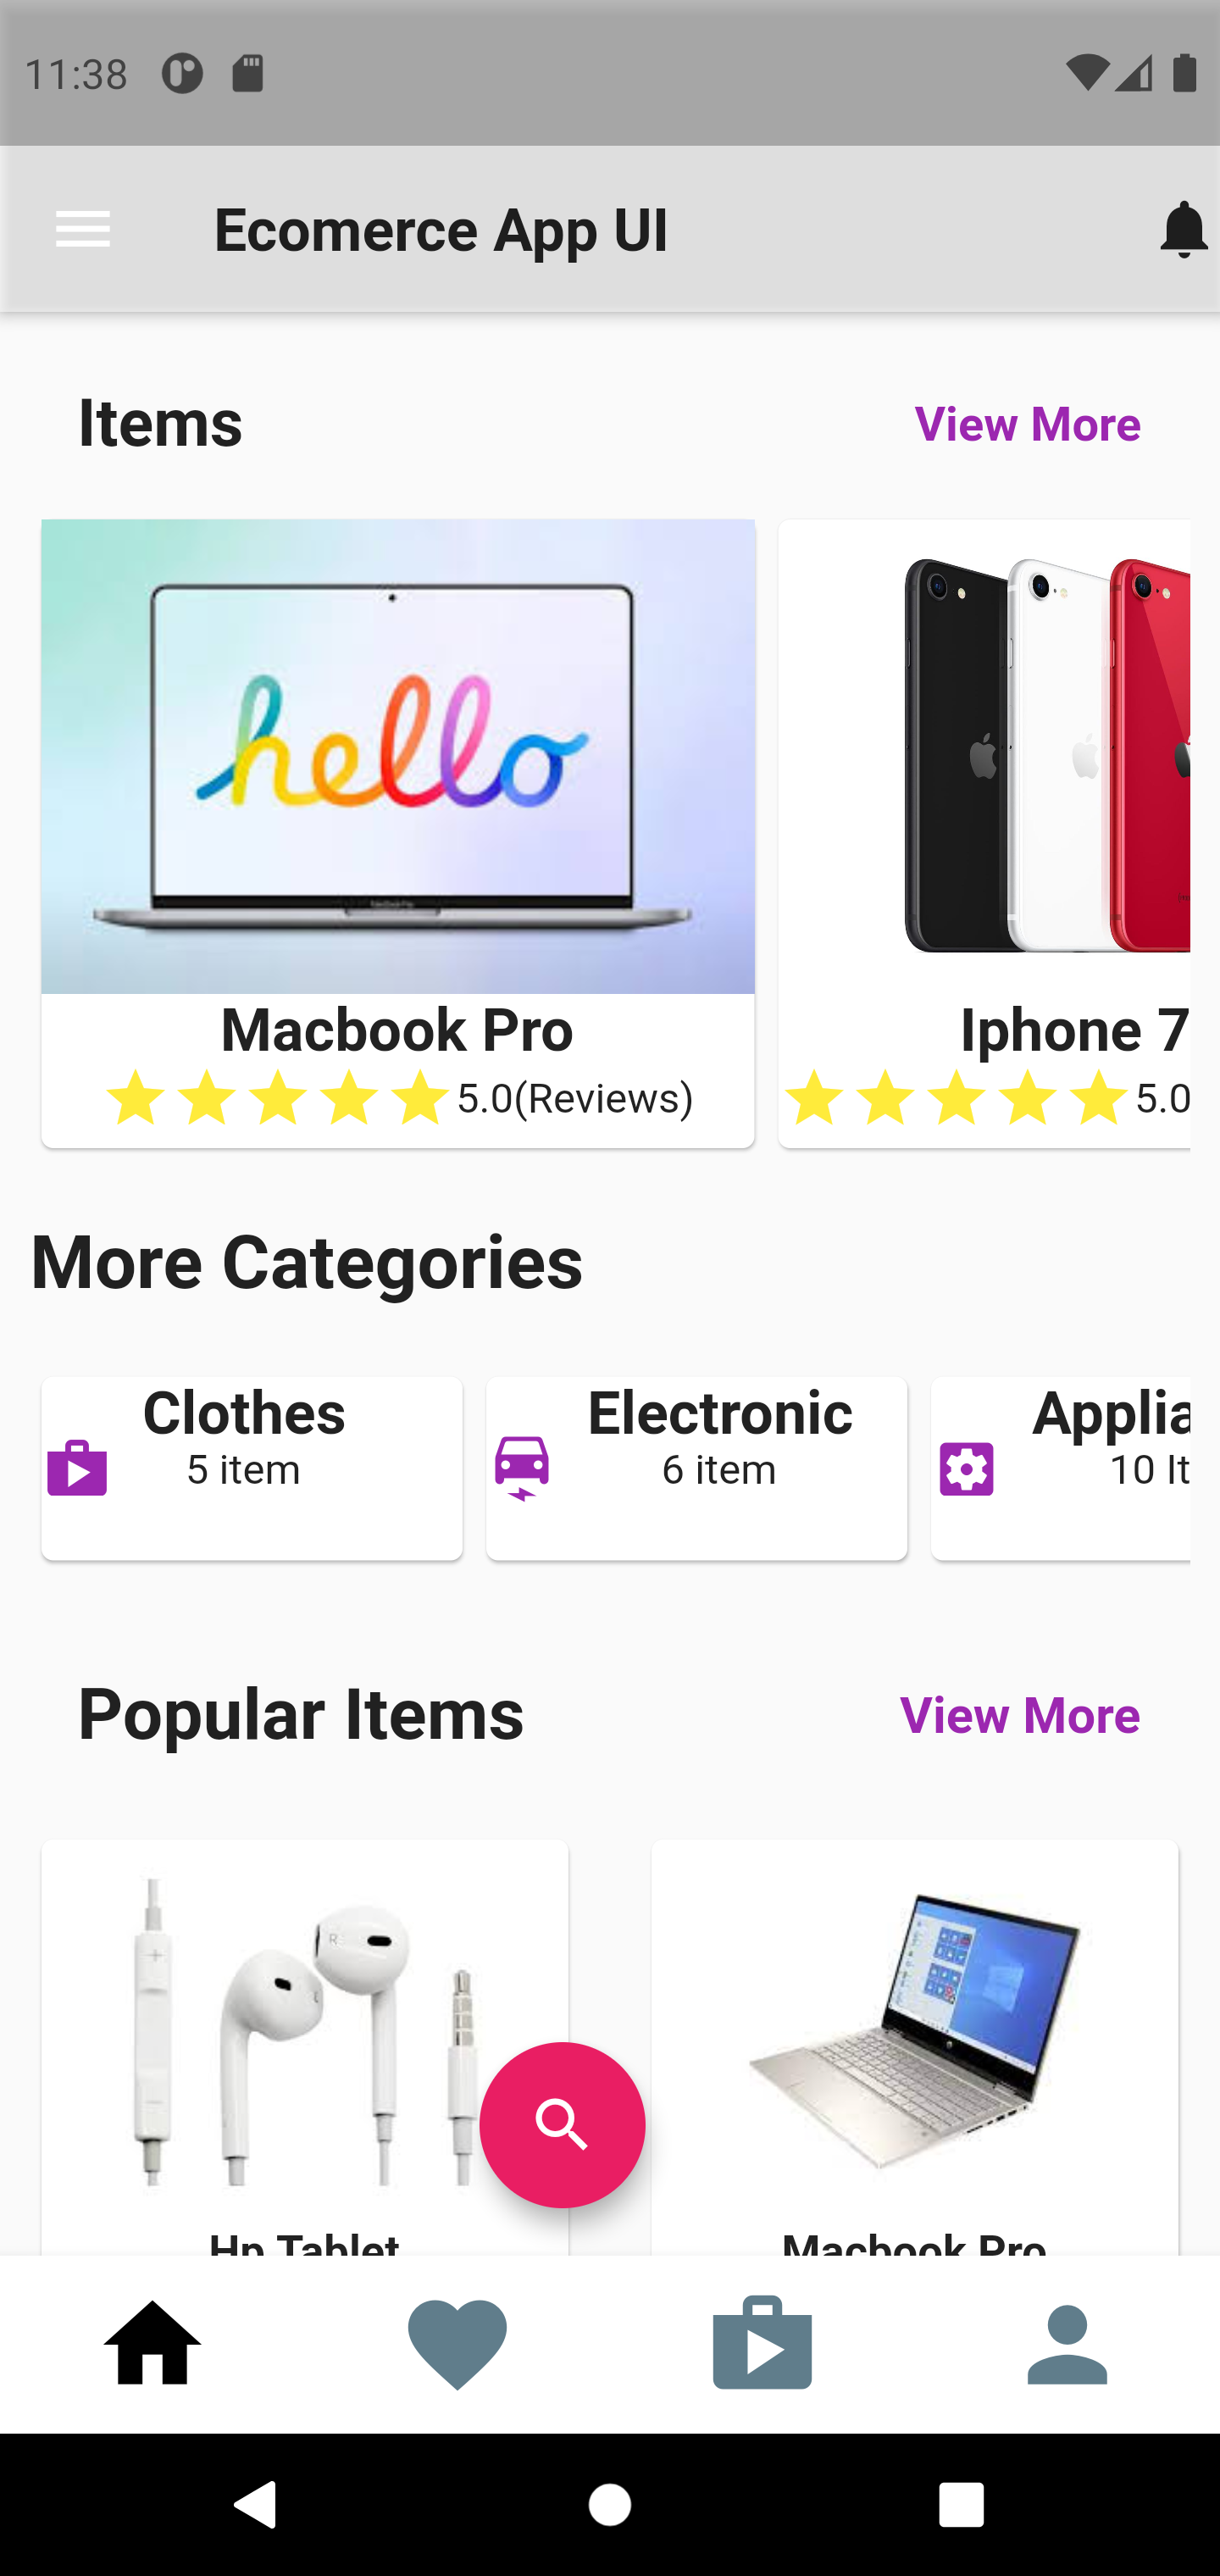 11:38
Ecomerce App UI
Items
View More
hello
Macbook Pro
5.0(Reviews)
Iphone 7
5.0
More Categories
Clothes
5 item
Electronic
6 item
Applia
10 It
Popular Items
View More
R
L
Hp Tablet
Macbook Pro